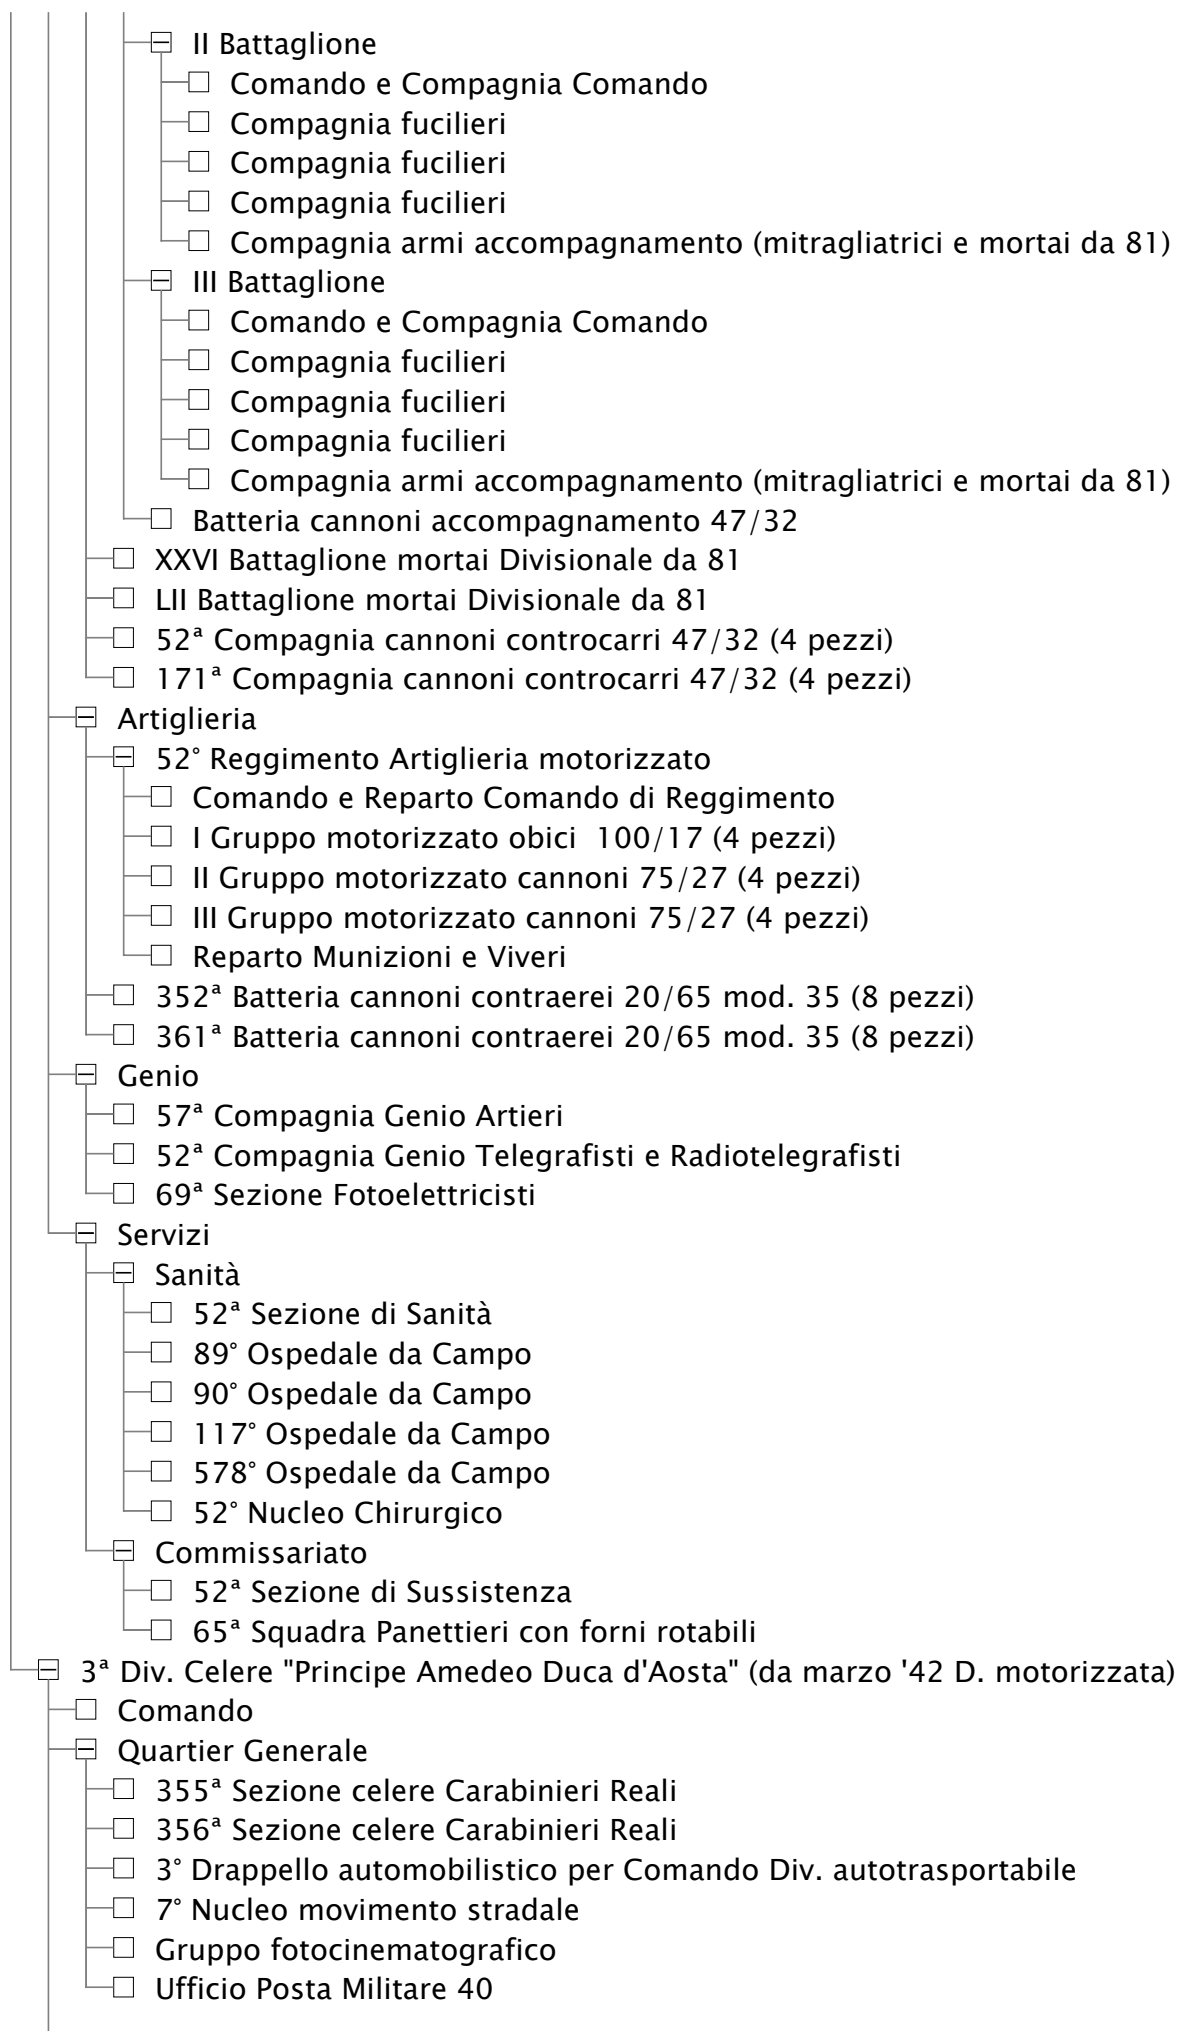 II Battaglione
Comando e Compagnia Comando
Compagnia fucilieri
Compagnia fucilieri
Compagnia fucilieri
Compagnia armi accompagnamento (mitragliatrici e mortai da 81)
III Battaglione
Comando e Compagnia Comando
Compagnia fucilieri
Compagnia fucilieri
Compagnia fucilieri
Compagnia armi accompagnamento (mitragliatrici e mortai da 81)
Batteria cannoni accompagnamento 47/32
XXVI Battaglione mortai Divisionale da 81
LII Battaglione mortai Divisionale da 81
52ª Compagnia cannoni controcarri 47/32 (4 pezzi)
171ª Compagnia cannoni controcarri 47/32 (4 pezzi)
Artiglieria
52° Reggimento Artiglieria motorizzato
Comando e Reparto Comando di Reggimento
I Gruppo motorizzato obici  100/17 (4 pezzi)
II Gruppo motorizzato cannoni 75/27 (4 pezzi)
III Gruppo motorizzato cannoni 75/27 (4 pezzi)
Reparto Munizioni e Viveri
352ª Batteria cannoni contraerei 20/65 mod. 35 (8 pezzi)
361ª Batteria cannoni contraerei 20/65 mod. 35 (8 pezzi)
Genio
57ª Compagnia Genio Artieri
52ª Compagnia Genio Telegrafisti e Radiotelegrafisti
69ª Sezione Fotoelettricisti
Servizi
Sanità
52ª Sezione di Sanità
89° Ospedale da Campo
90° Ospedale da Campo
117° Ospedale da Campo
578° Ospedale da Campo
52° Nucleo Chirurgico
Commissariato
52ª Sezione di Sussistenza
65ª Squadra Panettieri con forni rotabili
3ª Div. Celere "Principe Amedeo Duca d'Aosta" (da marzo '42 D. motorizzata)
Comando
Quartier Generale
355ª Sezione celere Carabinieri Reali
356ª Sezione celere Carabinieri Reali
3° Drappello automobilistico per Comando Div. autotrasportabile
7° Nucleo movimento stradale
Gruppo fotocinematografico
Ufficio Posta Militare 40